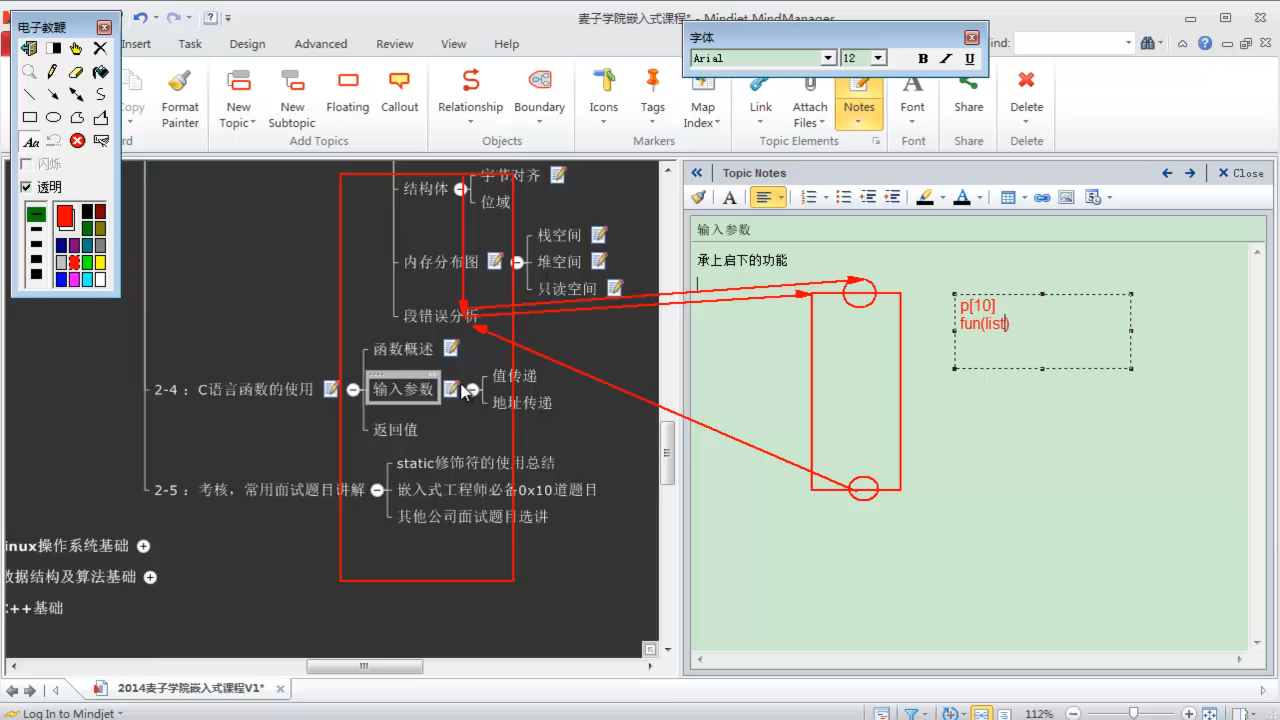 麦子学院嵌入式课程* - Mindjet MindManager
电子教鞭
字体
Arial
12
B I U
闪烁
透明
Insert Task Design Advanced Review View Help
ind:
Format Painter
New Topic
New Subtopic
Floating
Callout
Relationship
Boundary
Icons
Tags
Map Index
Link
Attach Files
Notes
Font
Share
Delete
Add Topics
Objects
Markers
Topic Elements
Font
Share
Delete
结构体
字节对齐
位域
内存分布图
栈空间
堆空间
只读空间
段错误分析
2-4：C语言函数的使用
函数概述
输入参数
值传递
地址传递
返回值
2-5：考核，常用面试题目讲解
static修饰符的使用总结
嵌入式工程师必备0x10道题目
其他公司面试题目选讲
inux操作系统基础
数据结构及算法基础
C++基础
Topic Notes
Close
输入参数
承上启下的功能
p[10]
fun(list)
2014麦子学院嵌入式课程V1*
Log In to Mindjet
112%